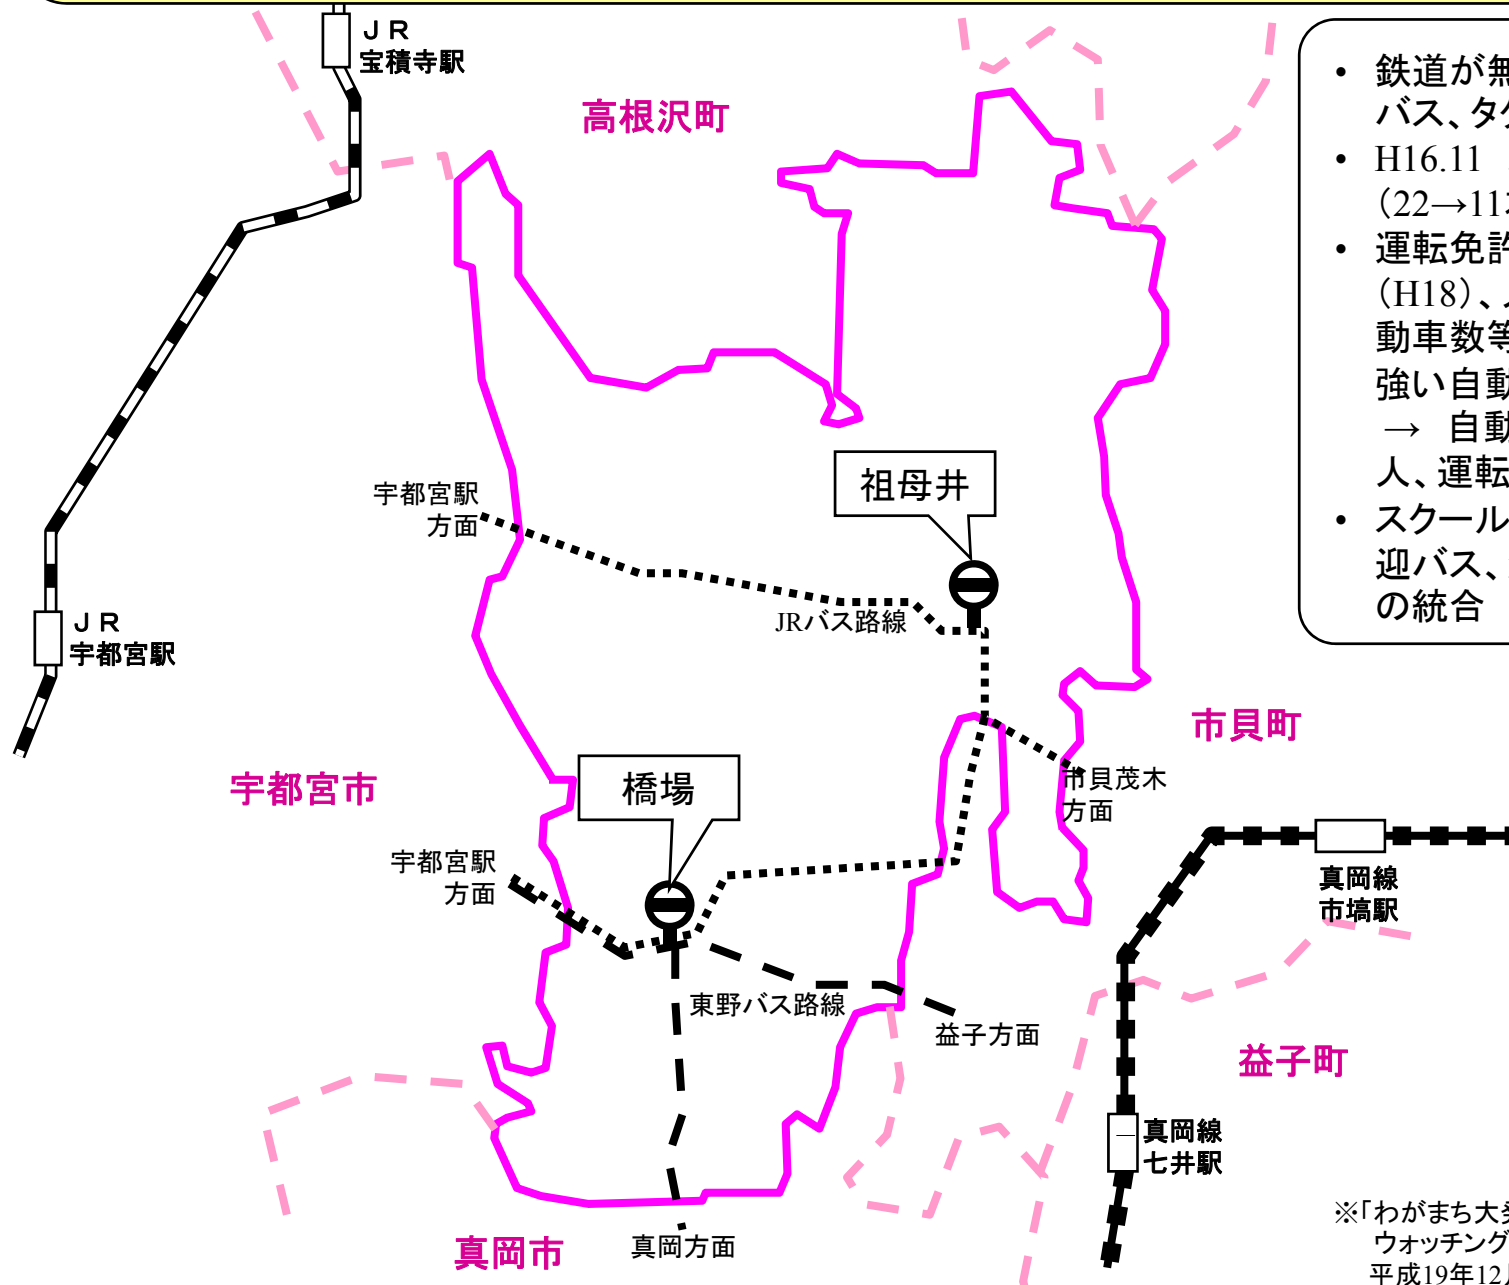 ＪＲ
宝積寺駅
高根沢町
• 鉄道が無
バス、タク
• H16.11
（22→11
• 運転免許
（H18）、
動車数等
強い自動
→ 自動
人、運転
• スクール
迎バス、
の統合
祖母井
宇都宮駅
方面
JRバス路線
ＪＲ
宇都宮駅
市貝町
宇都宮市
橋場
市貝茂木
方面
宇都宮駅
方面
真岡線
市塙駅
東野バス路線
益子方面
益子町
真岡線
七井駅
真岡市
真岡方面
※「わがまち大発
ウォッチング
平成19年12月